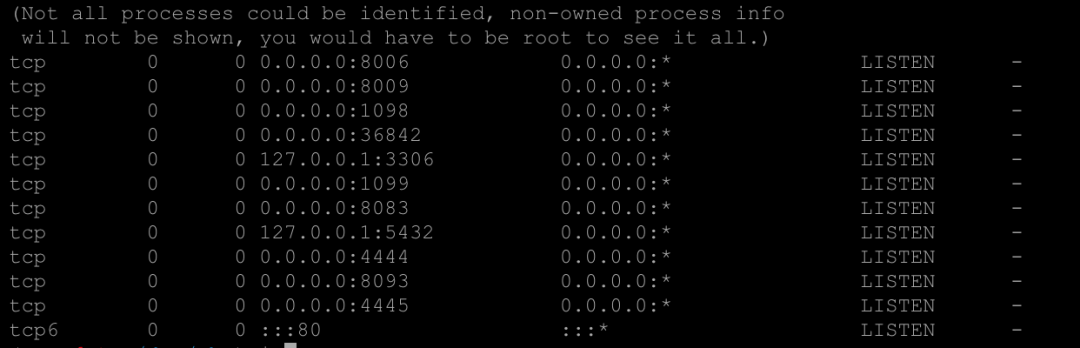 (Not all processes could be identified, non-owned process info
will not be shown, you would have to be root to see it all.)
tcp 0 0 0.0.0.0:8006 0.0.0.0:* LISTEN -
tcp 0 0 0.0.0.0:8009 0.0.0.0:* LISTEN -
tcp 0 0 0.0.0.0:1098 0.0.0.0:* LISTEN -
tcp 0 0 0.0.0.0:36842 0.0.0.0:* LISTEN -
tcp 0 0 127.0.0.1:3306 0.0.0.0:* LISTEN -
tcp 0 0 0.0.0.0:1099 0.0.0.0:* LISTEN -
tcp 0 0 0.0.0.0:8083 0.0.0.0:* LISTEN -
tcp 0 0 127.0.0.1:5432 0.0.0.0:* LISTEN -
tcp 0 0 0.0.0.0:4444 0.0.0.0:* LISTEN -
tcp 0 0 0.0.0.0:8093 0.0.0.0:* LISTEN -
tcp 0 0 0.0.0.0:4445 0.0.0.0:* LISTEN -
tcp6 0 0 :::80 :::* LISTEN -